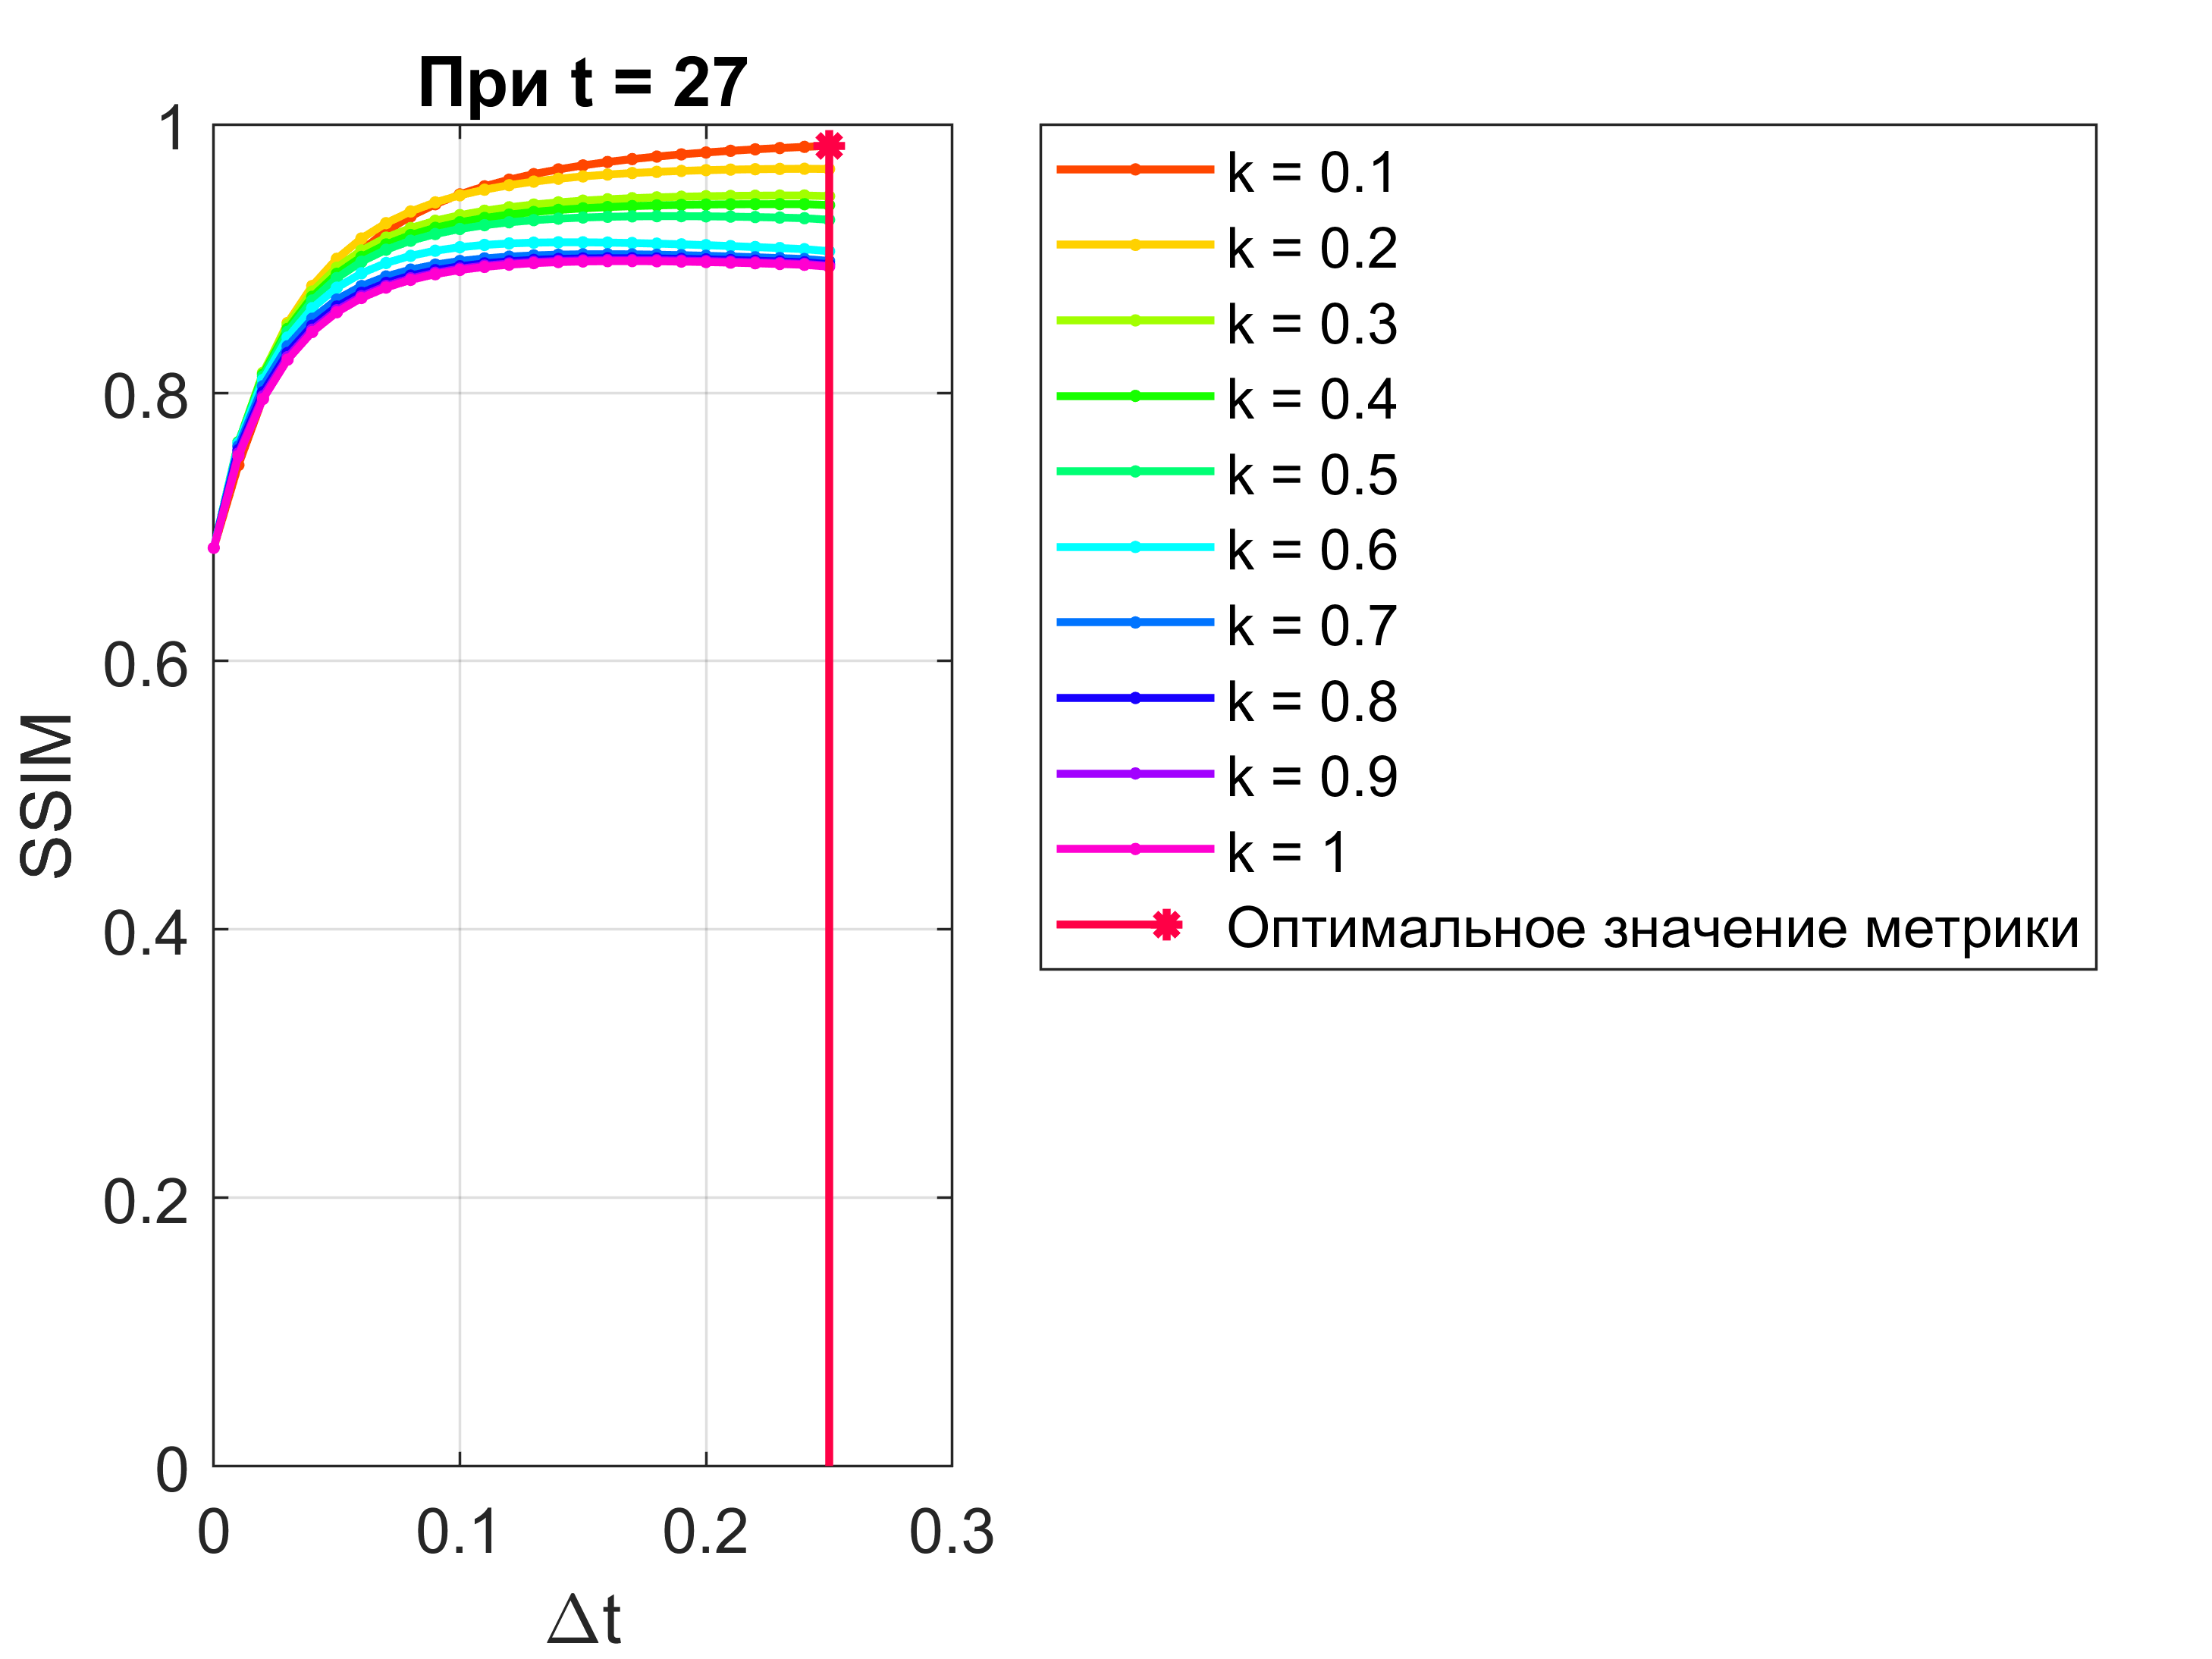 При t = 27
1
0.8
0.6
0.4
0.2
0
SSIM
0
0.1
0.2
0.3
Δt
k = 0.1
k = 0.2
k = 0.3
k = 0.4
k = 0.5
k = 0.6
k = 0.7
k = 0.8
k = 0.9
k = 1
Оптимальное значение метрики